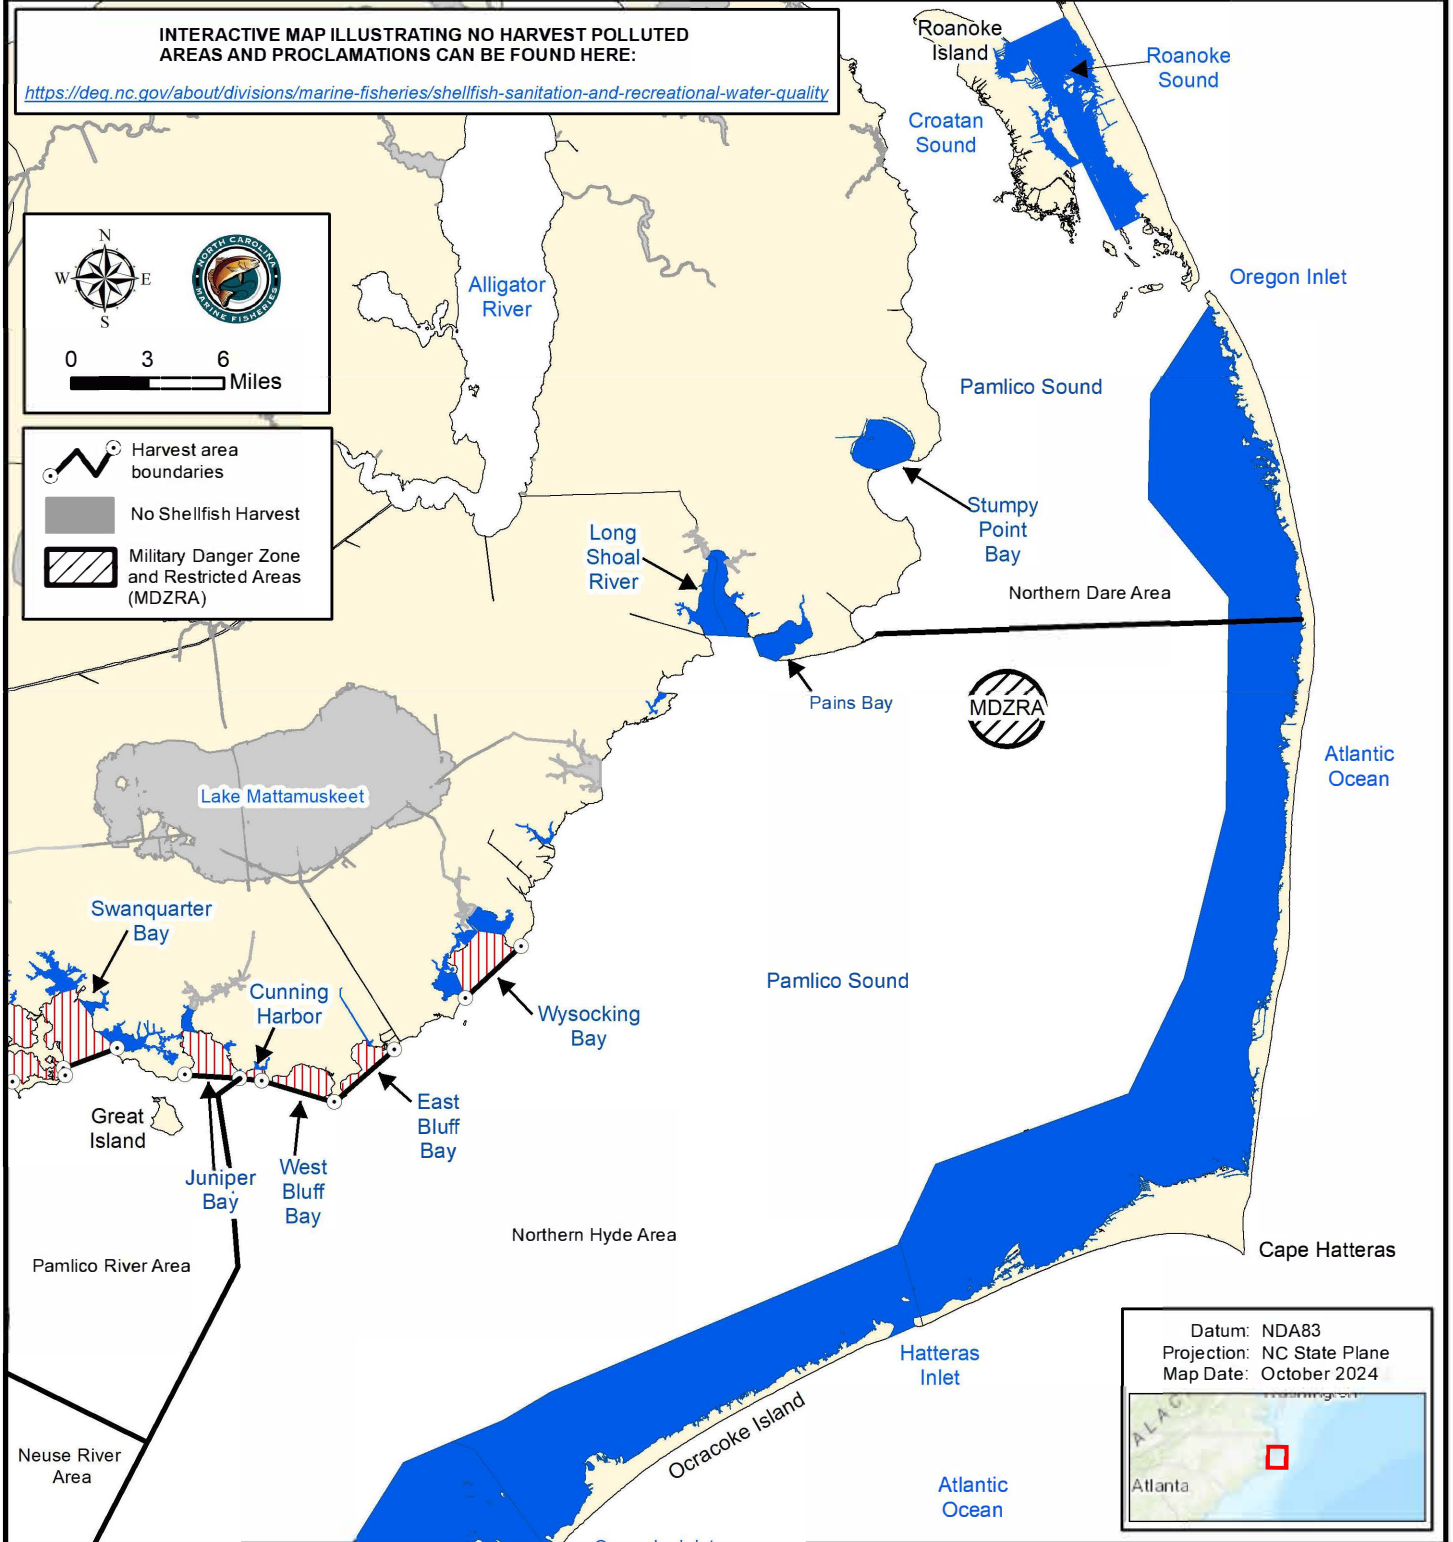 INTERACTIVE MAP ILLUSTRATING NO HARVEST POLLUTED
AREAS AND PROCLAMATIONS CAN BE FOUND HERE:
https://deq.nc.gov/about/divisions/marine-fisheries/shellfish-sanitation-and-recreational-water-quality
Roanoke
Island
Roanoke
Sound
Croatan
Sound
N
W
E
S
NORTH CAROLINA
MARINE FISHERIES
0 3 6
Miles
Alligator
River
Oregon Inlet
Pamlico Sound
Harvest area
boundaries
No Shellfish Harvest
Military Danger Zone
and Restricted Areas
(MDZRA)
Long
Shoal
River
Stumpy
Point
Bay
Northern Dare Area
Pains Bay
MDZRA
Atlantic
Ocean
Lake Mattamuskeet
Swanquarter
Bay
Cunning
Harbor
Pamlico Sound
Wysocking
Bay
Great
Island
East
Bluff
Bay
Juniper
Bay
West
Bluff
Bay
Northern Hyde Area
Pamlico River Area
Cape Hatteras
Hatteras
Inlet
Ocracoke Island
Neuse River
Area
Atlantic
Ocean
Datum: NDA83
Projection: NC State Plane
Map Date: October 2024
Atlanta